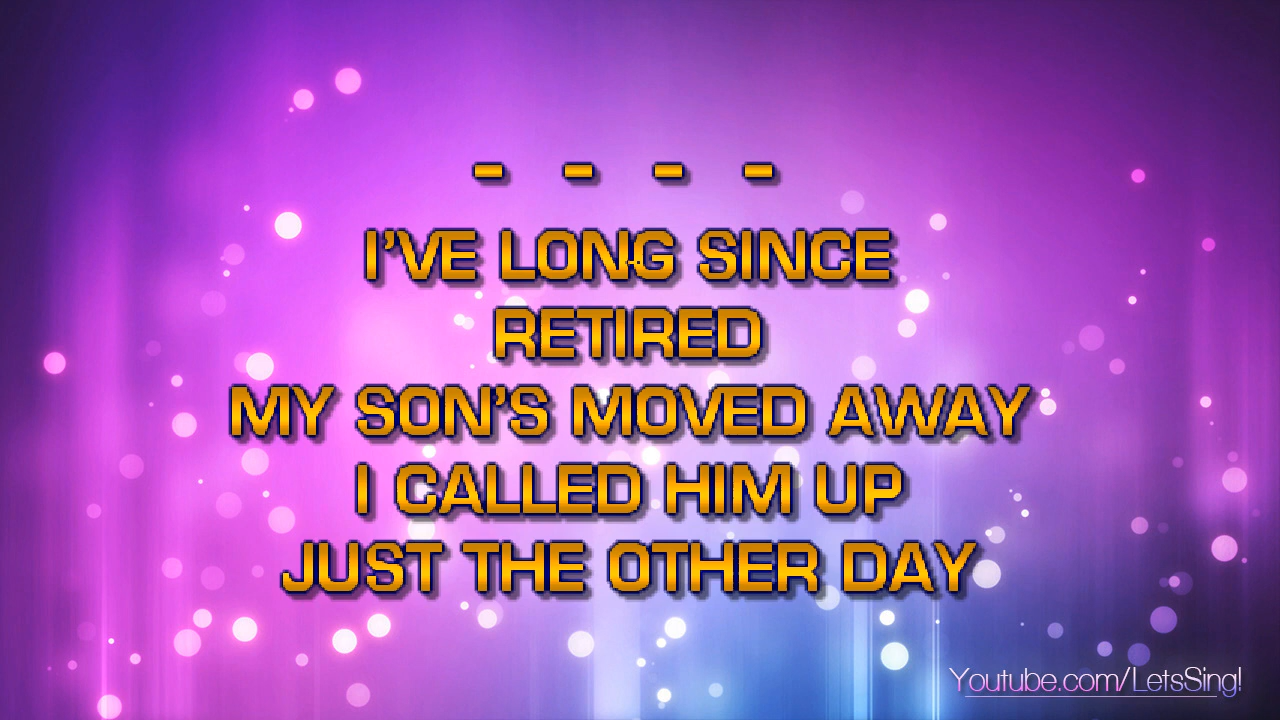 - - - -
I'VE LONG SINCE
RETIRED
MY SON'S MOVED AWAY
I CALLED HIM UP
JUST THE OTHER DAY
Youtube.com/LetsSing!